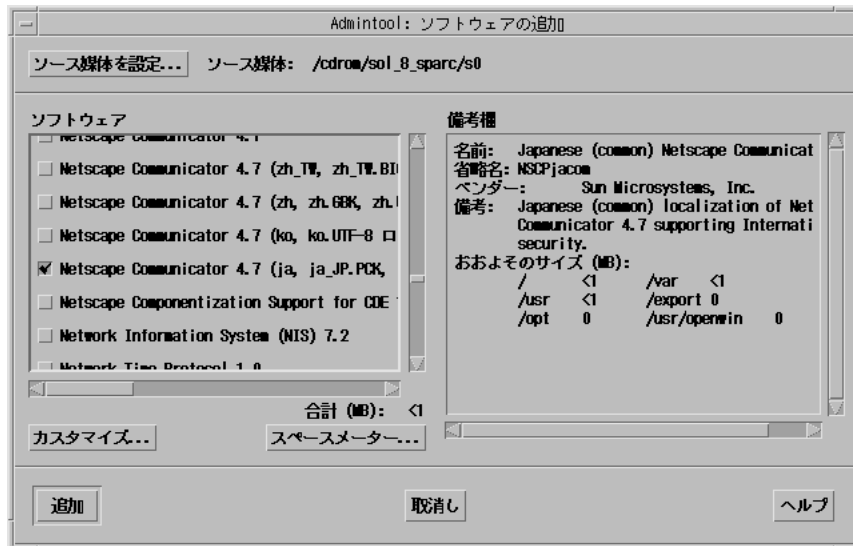 Admintool: ソフトウェアの追加
ソース媒体を設定... ソース媒体: /cdrom/sol_8_sparc/s0
ソフトウェア
Netscape Communicator 4.7 (zh_TW, zh_TW.BI
Netscape Communicator 4.7 (zh, zh.GBK, zh.
Netscape Communicator 4.7 (ko, ko.UTF-8 ロ
Netscape Communicator 4.7 (ja, ja_JP.PCK,
Netscape Componentization Support for CDE
Network Information System (NIS) 7.2
Network Time Protocol 1.0
合計 (MB): <1
カスタマイズ... スペースメーター...
備考欄
名前: Japanese (common) Netscape Communicat
省略名: NSCPjacom
ベンダー: Sun Microsystems, Inc.
備考: Japanese (common) localization of Net
Communicator 4.7 supporting Internati
security.
おおよそのサイズ (MB):
/ <1 /var <1
/usr <1 /export 0
/opt 0 /usr/openwin 0
追加 取消し ヘルプ